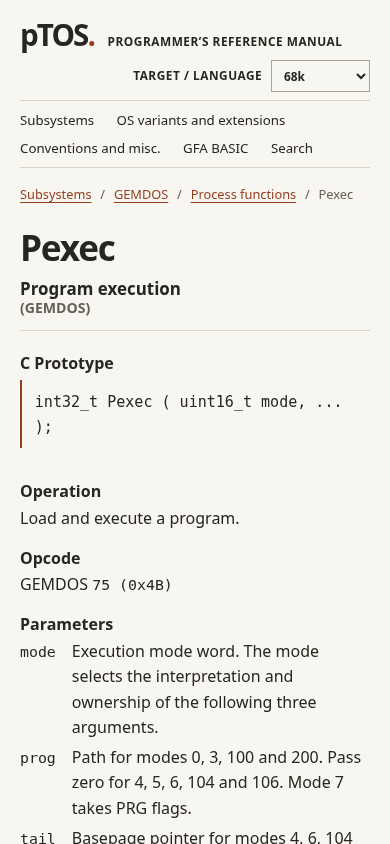 pTOS. PROGRAMMER’S REFERENCE MANUAL
TARGET / LANGUAGE 68k
Subsystems OS variants and extensions
Conventions and misc. GFA BASIC Search
Subsystems / GEMDOS / Process functions / Pexec
Pexec
Program execution
(GEMDOS)
C Prototype
int32_t Pexec ( uint16_t mode, ...
);
Operation
Load and execute a program.
Opcode
GEMDOS 75 (0x4B)
Parameters
mode Execution mode word. The mode
selects the interpretation and
ownership of the following three
arguments.
prog Path for modes 0, 3, 100 and 200. Pass
zero for 4, 5, 6, 104 and 106. Mode 7
takes PRG flags.
tail Basepage pointer for modes 4, 6, 104